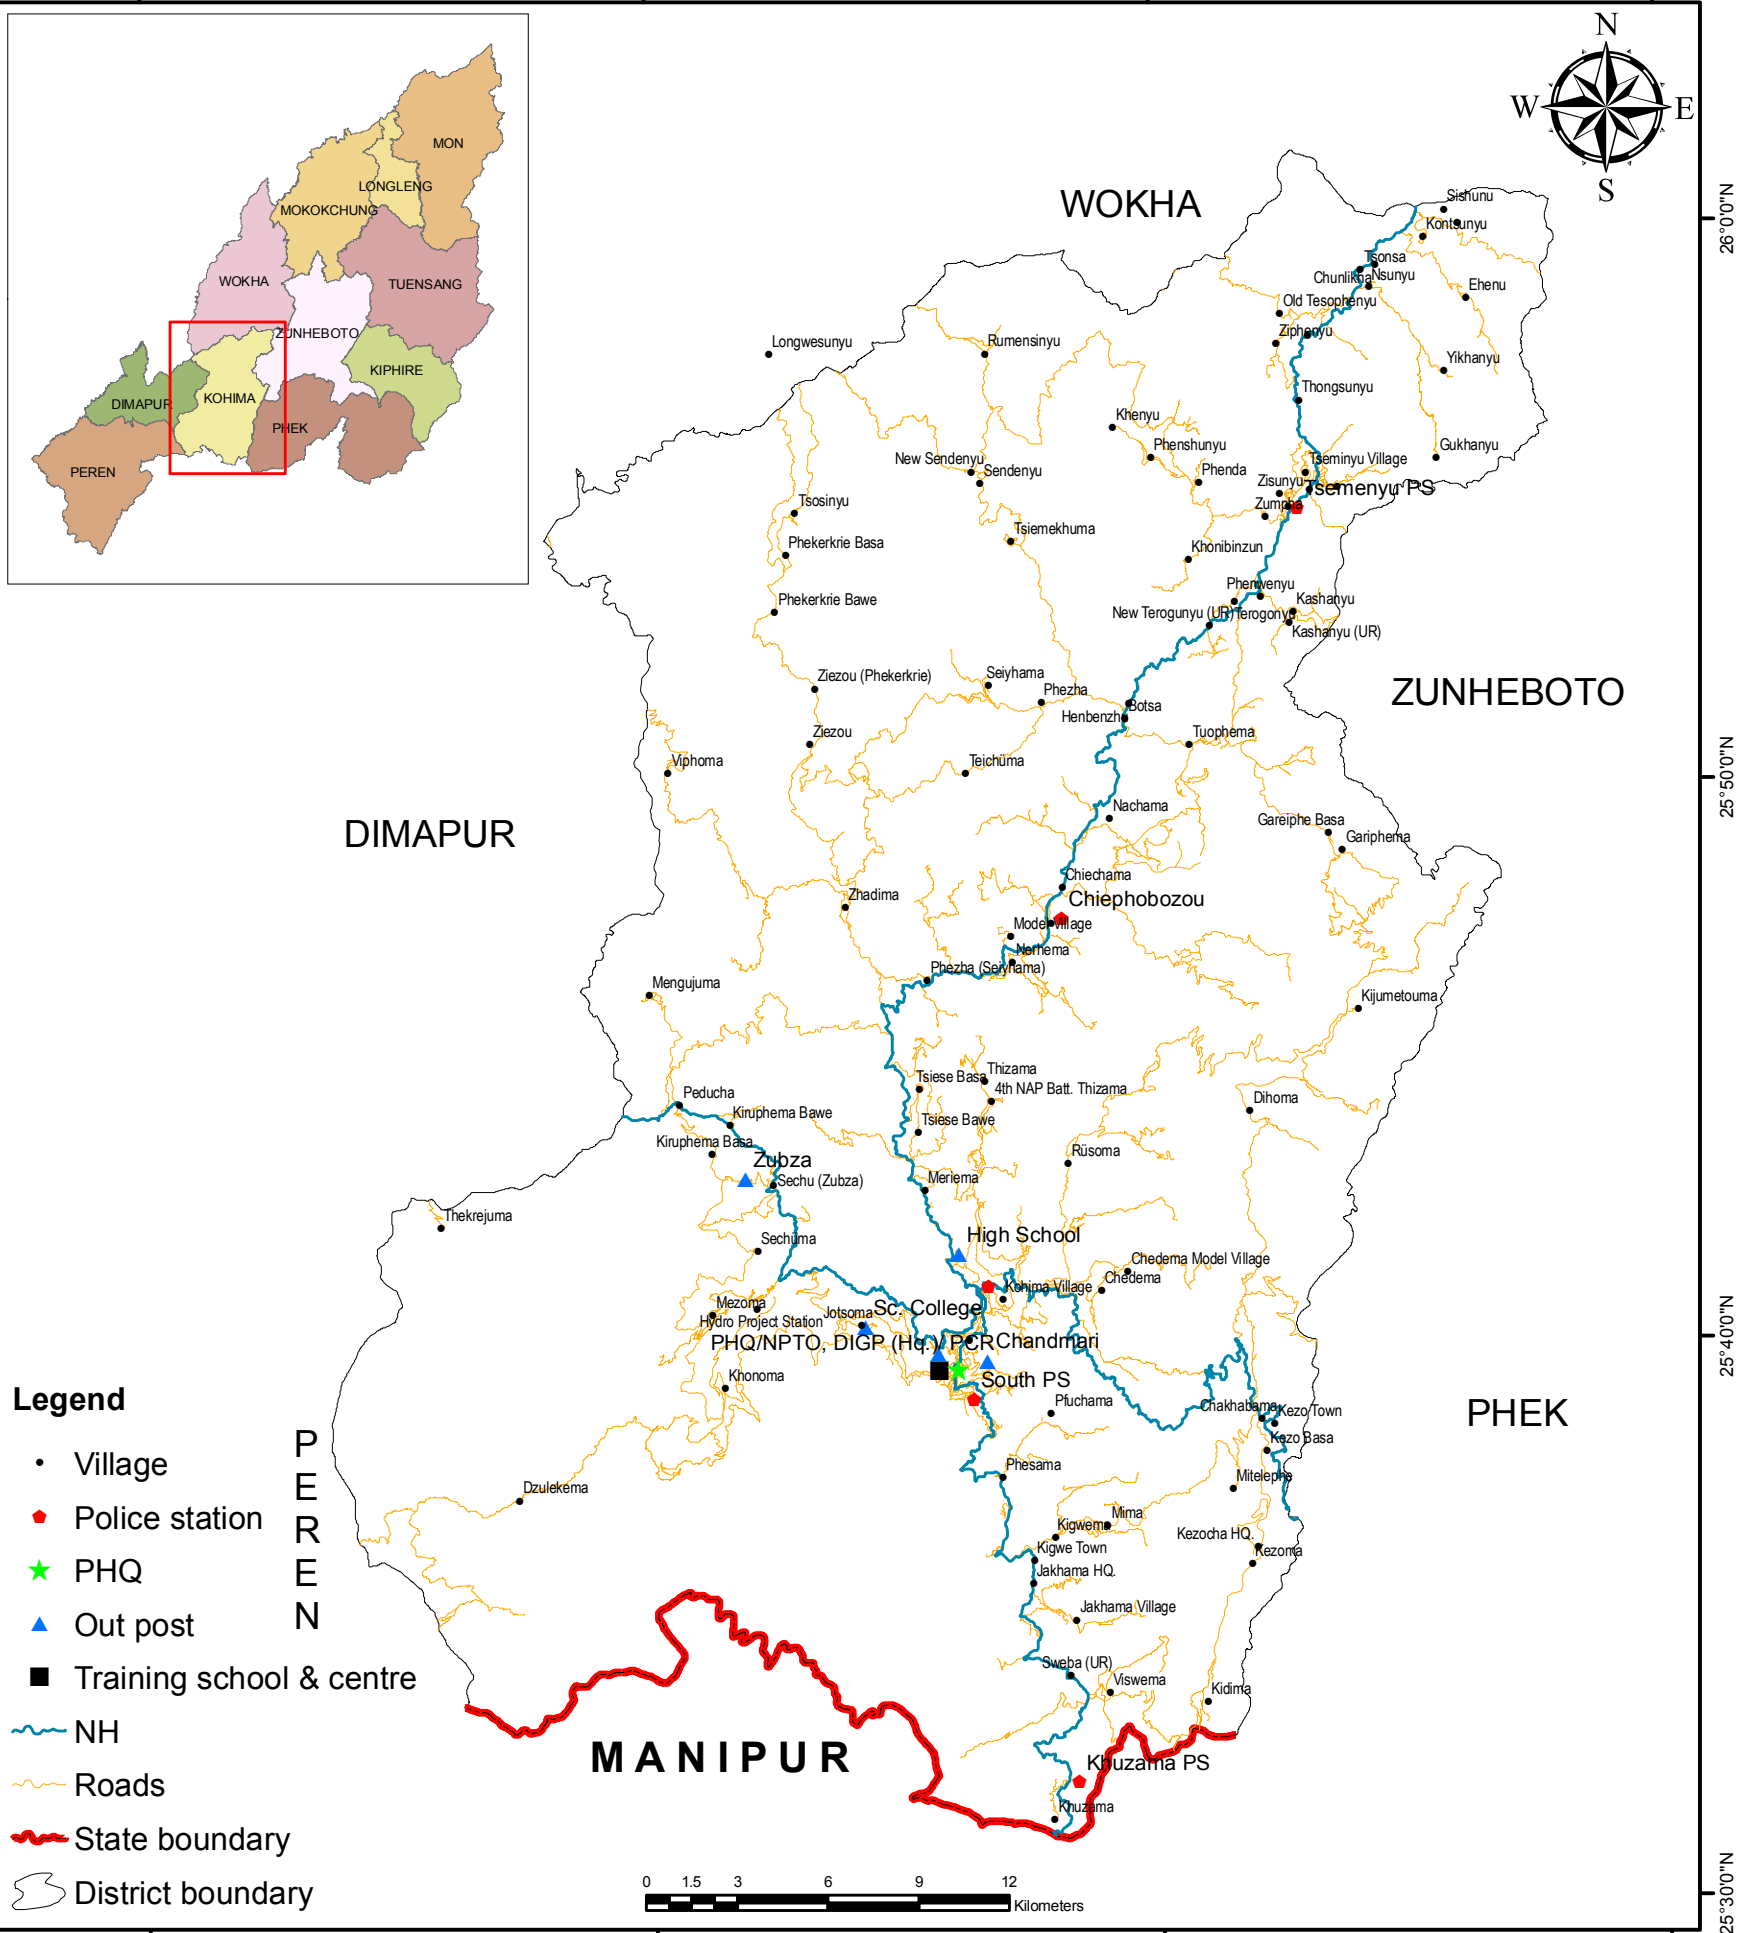 N
W
E
S
MON
LONGLENG
MOKOKCHUNG
WOKHA
TUENSANG
ZUNHEBOTO
KIPHIRE
DIMAPUR
KOHIMA
PHEK
PEREN
WOKHA
26°0'0"N
Sishunu
Kontsunyu
Tsonsa
Chunlikha
Nsunyu
Ehenu
Old Tesophenyu
Ziphenyu
Longwesunyu
Rumensinyu
Yikhanyu
Thongsunyu
Khenyu
Phenshunyu
Gukhanyu
New Sendenyu
Sendenyu
Phenda
Tseminyu Village
Zisunyu
Tsemenyu PS
Zumpha
Tsosinyu
Tsiemekhuma
Phekerkrie Basa
Khonibinzun
Phekerkrie Bawe
Phenwenyu
Kashanyu
New Terogunyu (UR)
Terogonyu
Kashanyu (UR)
Ziezou (Phekerkrie)
Seiyhama
Phezha
ZUNHEBOTO
Botsa
Henbenzho
Ziezou
Tuophema
Viphoma
Teichüma
25°50'0"N
DIMAPUR
Nachama
Gareiphe Basa
Gariphema
Chiechama
Zhadima
Chiephobozou
Model Village
Nerhema
Phezha (Seiyhama)
Mengujuma
Kijumetouma
Tsiese Basa
Thizama
4th NAP Batt. Thizama
Peducha
Dihoma
Kiruphema Bawe
Tsiese Bawe
Kiruphema Basa
Zubza
Rüsoma
Sechu (Zubza)
Meriema
Thekrejuma
Sechüma
High School
Chedema Model Village
Chedema
Kohima Village
Mezoma
Jotsoma
Sc. College
Hydro Project Station
PHQ/NPTO, DIGP (Hq.)/ PCR
Chandmari
25°40'0"N
Khonoma
South PS
Pfuchama
Chakhabama
Kezo Town
PHEK
Kezo Basa
Phesama
Mitelephe
Dzulekema
Mima
Kigwema
Kezocha HQ.
Kigwe Town
Kezoma
Jakhama HQ.
Jakhama Village
Sweba (UR)
Viswema
Kidima
MANIPUR
Khuzama PS
Khuzama
PEREN
Legend
Village
Police station
PHQ
Out post
Training school & centre
NH
Roads
State boundary
District boundary
0 1.5 3 6 9 12
Kilometers
25°30'0"N